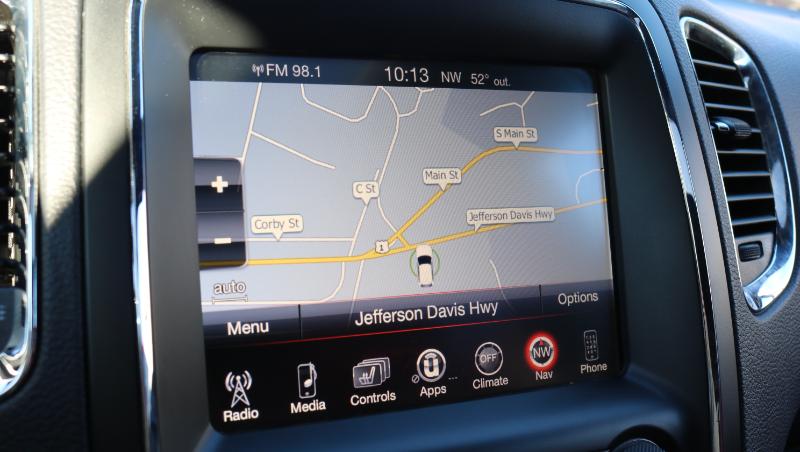 FM 98.1 10:13 NW 52° out.
S Main St
Main St
C St
Jefferson Davis Hwy
Corby St
1
+
-
auto
Menu Jefferson Davis Hwy Options
Radio Media Controls Apps... OFF Climate NW Nav Phone